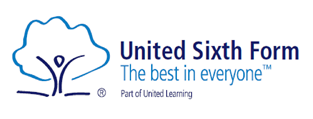 United Sixth Form
The best in everyone™
Part of United Learning
®